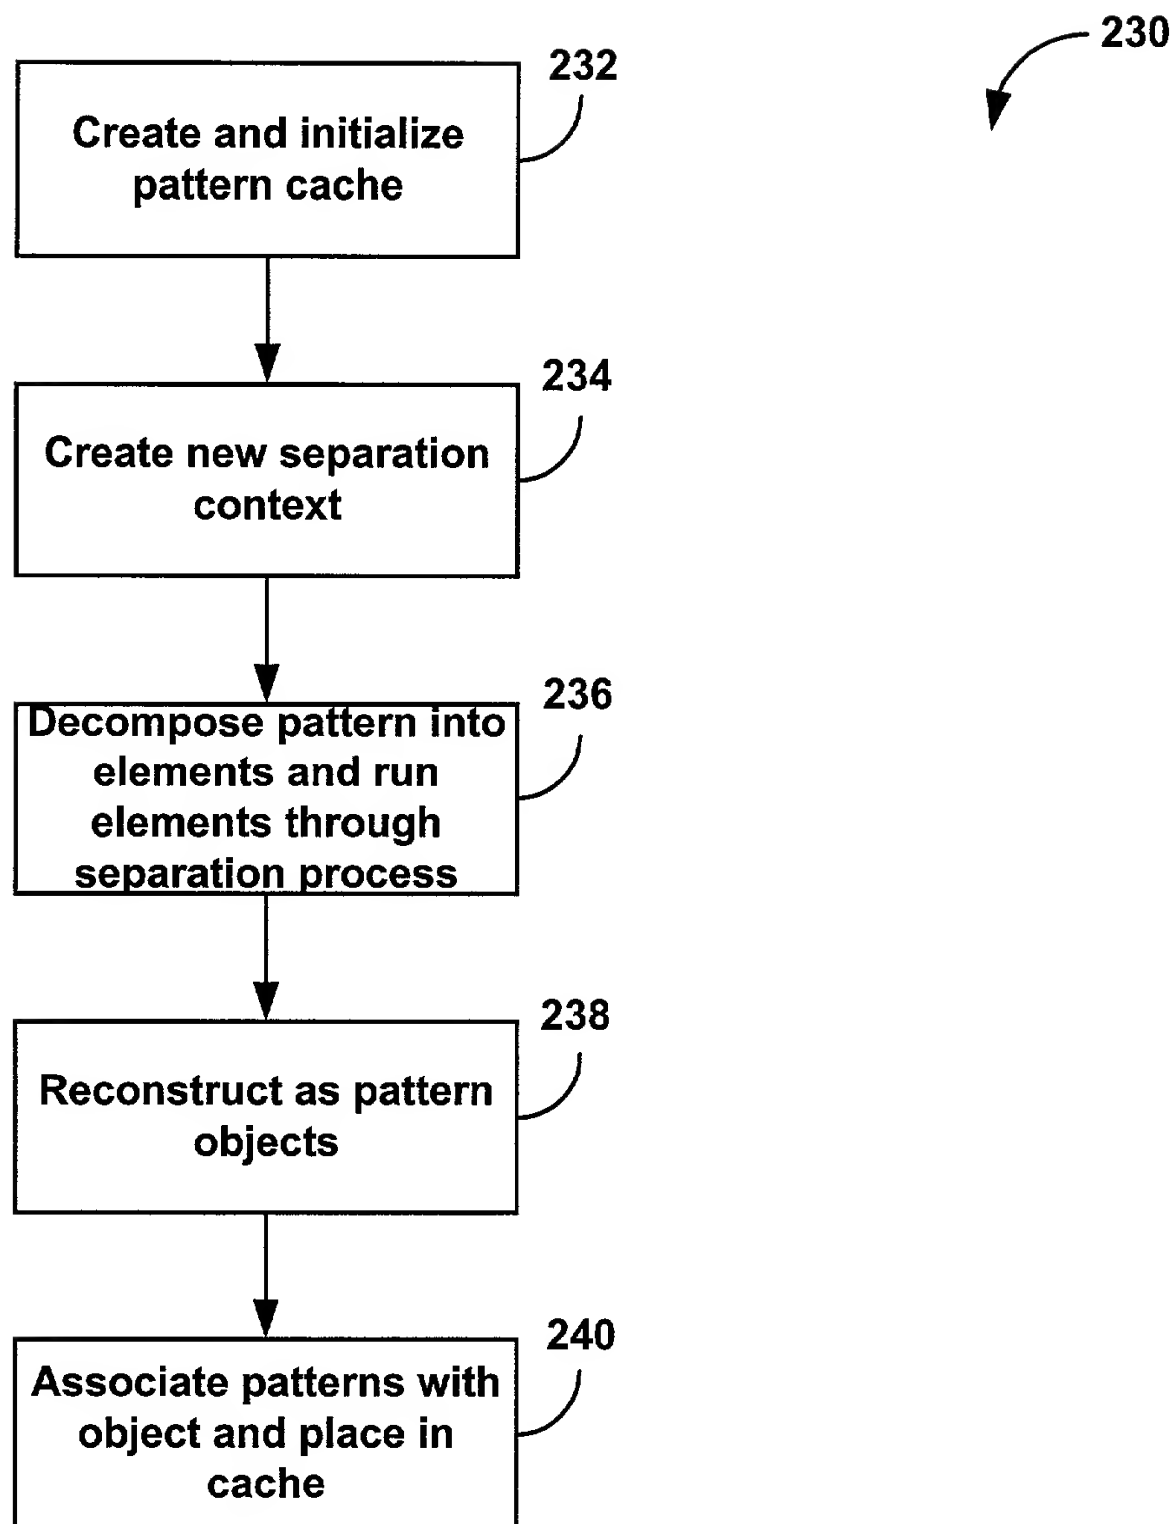 230
232
Create and initialize
pattern cache
234
Create new separation
context
236
Decompose pattern into
elements and run
elements through
separation process
238
Reconstruct as pattern
objects
240
Associate patterns with
object and place in
cache